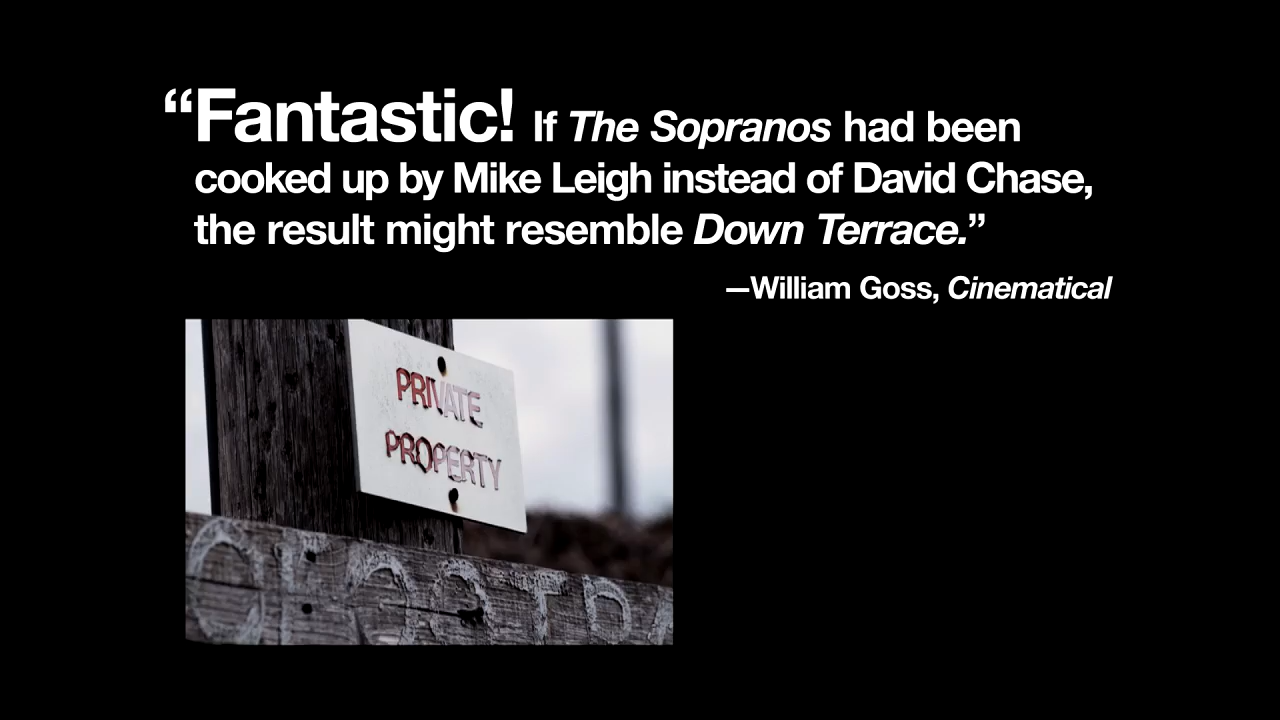 “Fantastic! If The Sopranos had been
cooked up by Mike Leigh instead of David Chase,
the result might resemble Down Terrace.”
—William Goss, Cinematical
PRIVATE
PROPERTY